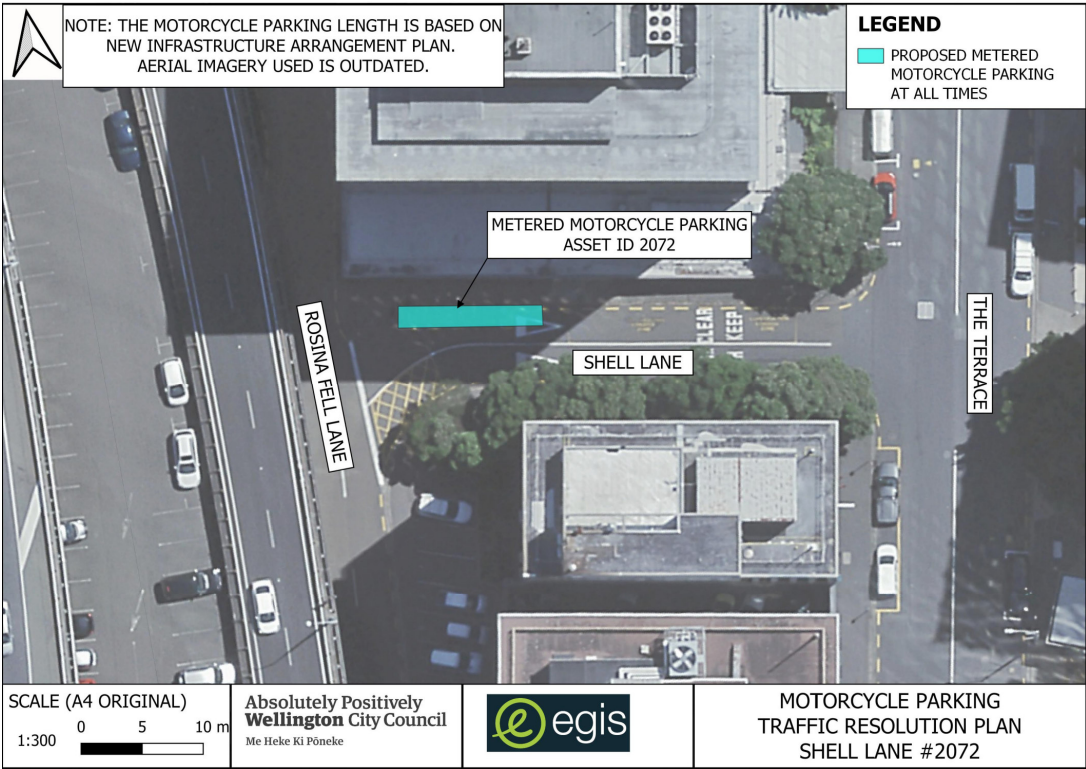 NOTE: THE MOTORCYCLE PARKING LENGTH IS BASED ON
NEW INFRASTRUCTURE ARRANGEMENT PLAN.
AERIAL IMAGERY USED IS OUTDATED.
LEGEND
PROPOSED METERED
MOTORCYCLE PARKING
AT ALL TIMES
METERED MOTORCYCLE PARKING
ASSET ID 2072
ROSINA FELL LANE
CLEAR
KEEP
SHELL LANE
THE TERRACE
SCALE (A4 ORIGINAL)
1:300
0 5 10 m
Absolutely Positively
Wellington City Council
Me Heke Ki Pōneke
egis
MOTORCYCLE PARKING
TRAFFIC RESOLUTION PLAN
SHELL LANE #2072